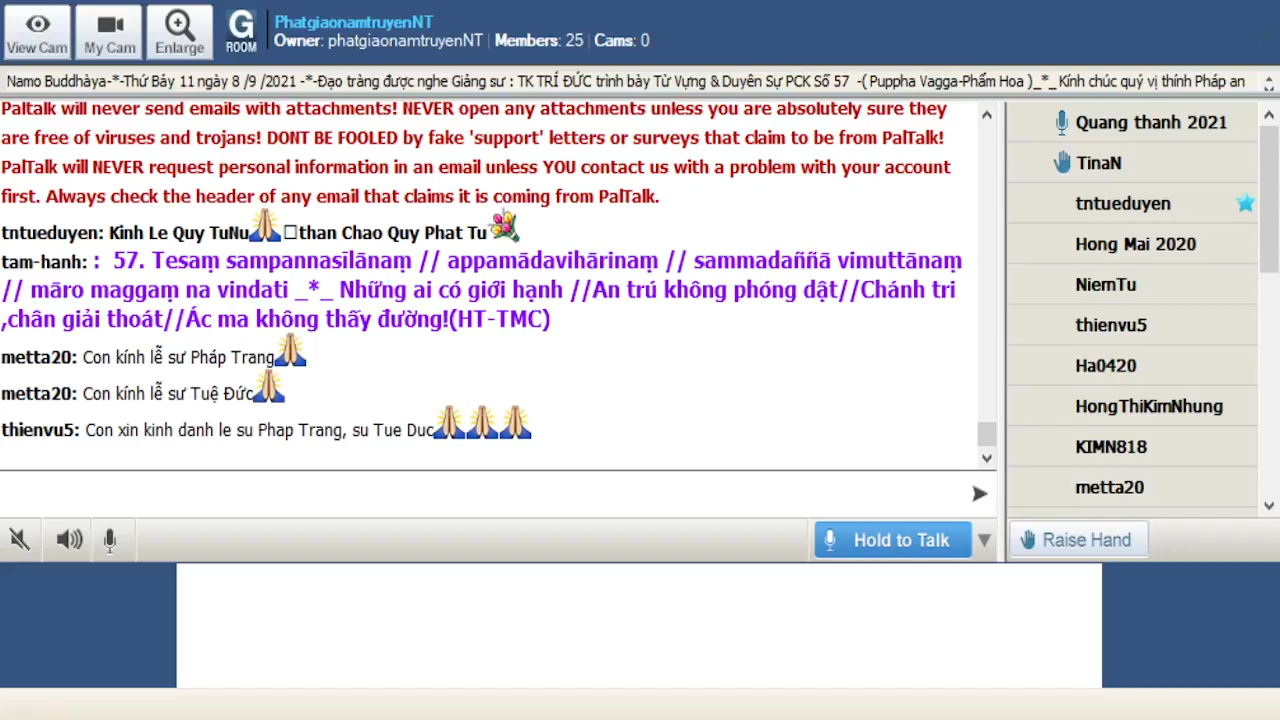 View Cam
My Cam
Enlarge
G
ROOM
PhatgiaonamtruyenNT
Owner: phatgiaonamtruyenNT | Members: 25 | Cams: 0
Namo Buddhàya-*-Thứ Bảy 11 ngày 8 /9 /2021 -*-Đạo tràng được nghe Giảng sư : TK TRÍ ĐỨC trình bày Từ Vựng & Duyên Sự PCK Số 57 -( Puppha Vagga-Phẩm Hoa )_*_ Kính chúc quý vị thính Pháp an
Paltalk will never send emails with attachments! NEVER open any attachments unless you are absolutely sure they
are free of viruses and trojans! DONT BE FOOLED by fake 'support' letters or surveys that claim to be from PalTalk!
PalTalk will NEVER request personal information in an email unless YOU contact us with a problem with your account
first. Always check the header of any email that claims it is coming from PalTalk.
tntueduyen: Kinh Le Quy TuNu🙏than Chao Quy Phat Tu💐
tam-hanh: : 57. Tesaṃ sampannasīlānaṃ // appamādavihārinaṃ // sammadaññā vimuttānaṃ
// māro maggaṃ na vindati _*_ Những ai có giới hạnh //An trú không phóng dật//Chánh tri
,chân giải thoát//Ác ma không thấy đường!(HT-TMC)
metta20: Con kính lễ sư Pháp Trang🙏
metta20: Con kính lễ sư Tuệ Đức🙏
thienvu5: Con xin kinh danh le su Phap Trang, su Tue Duc🙏🙏🙏
Hold to Talk
Quang thanh 2021
TinaN
tntueduyen
Hong Mai 2020
NiemTu
thienvu5
Ha0420
HongThiKimNhung
KIMN818
metta20
Raise Hand